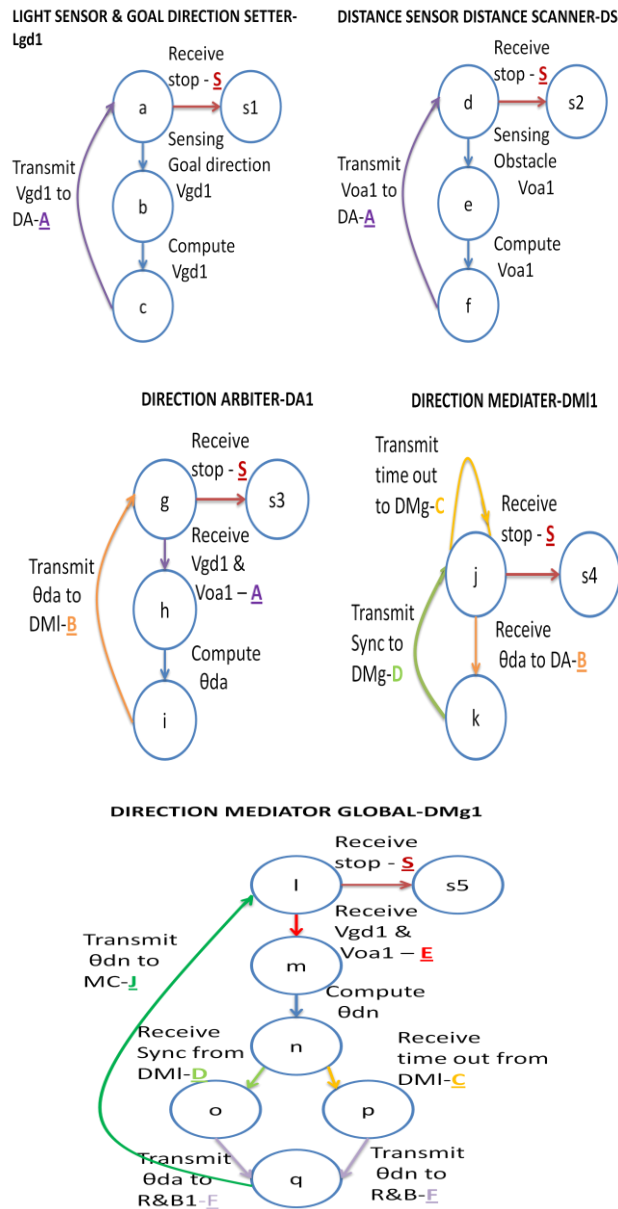 LIGHT SENSOR & GOAL DIRECTION SETTER-
Lgd1
Receive
stop - S
a
s1
Sensing
Goal direction
Vgd1
Transmit
Vgd1 to
DA-A
b
Compute
Vgd1
c
DISTANCE SENSOR DISTANCE SCANNER-DS
Receive
stop - S
d
s2
Sensing
Obstacle
Voa1
Transmit
Voa1 to
DA-A
e
Compute
Voa1
f
DIRECTION ARBITER-DA1
Receive
stop - S
g
s3
Receive
Vgd1 &
Voa1 – A
Transmit
θda to
DMl-B
h
Compute
θda
i
DIRECTION MEDIATER-DMl1
Transmit
time out
to DMg-C
Receive
stop - S
j
s4
Transmit
Sync to
DMg-D
Receive
θda to DA-B
k
DIRECTION MEDIATOR GLOBAL-DMg1
Receive
stop - S
l
s5
Receive
Vgd1 &
Voa1 – E
Transmit
θdn to
MC-J
m
Compute
θdn
n
Receive
Sync from
DMl-D
Receive
time out from
DMl-C
o
p
Transmit
θda to
R&B1-F
q
Transmit
θdn to
R&B-F